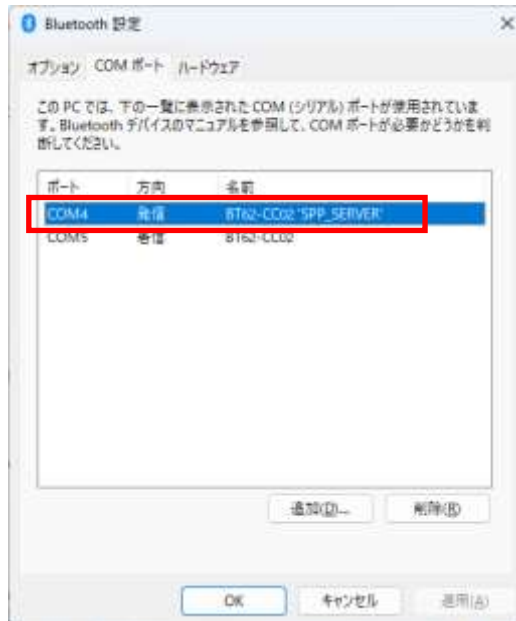 Bluetooth 設定
オプション COM ポート ハードウェア
この PC では、下の一覧に表示された COM (シリアル) ポートが使用されていま
す。Bluetooth デバイスのマニュアルを参照して、COM ポートが必要かどうかを判
断してください。
ポート 方向 名前
COM4 発信 BT62-CC02 'SPP_SERVER'
COM5 着信 BT62-CC02
追加(D)... 削除(R)
OK キャンセル 適用(A)